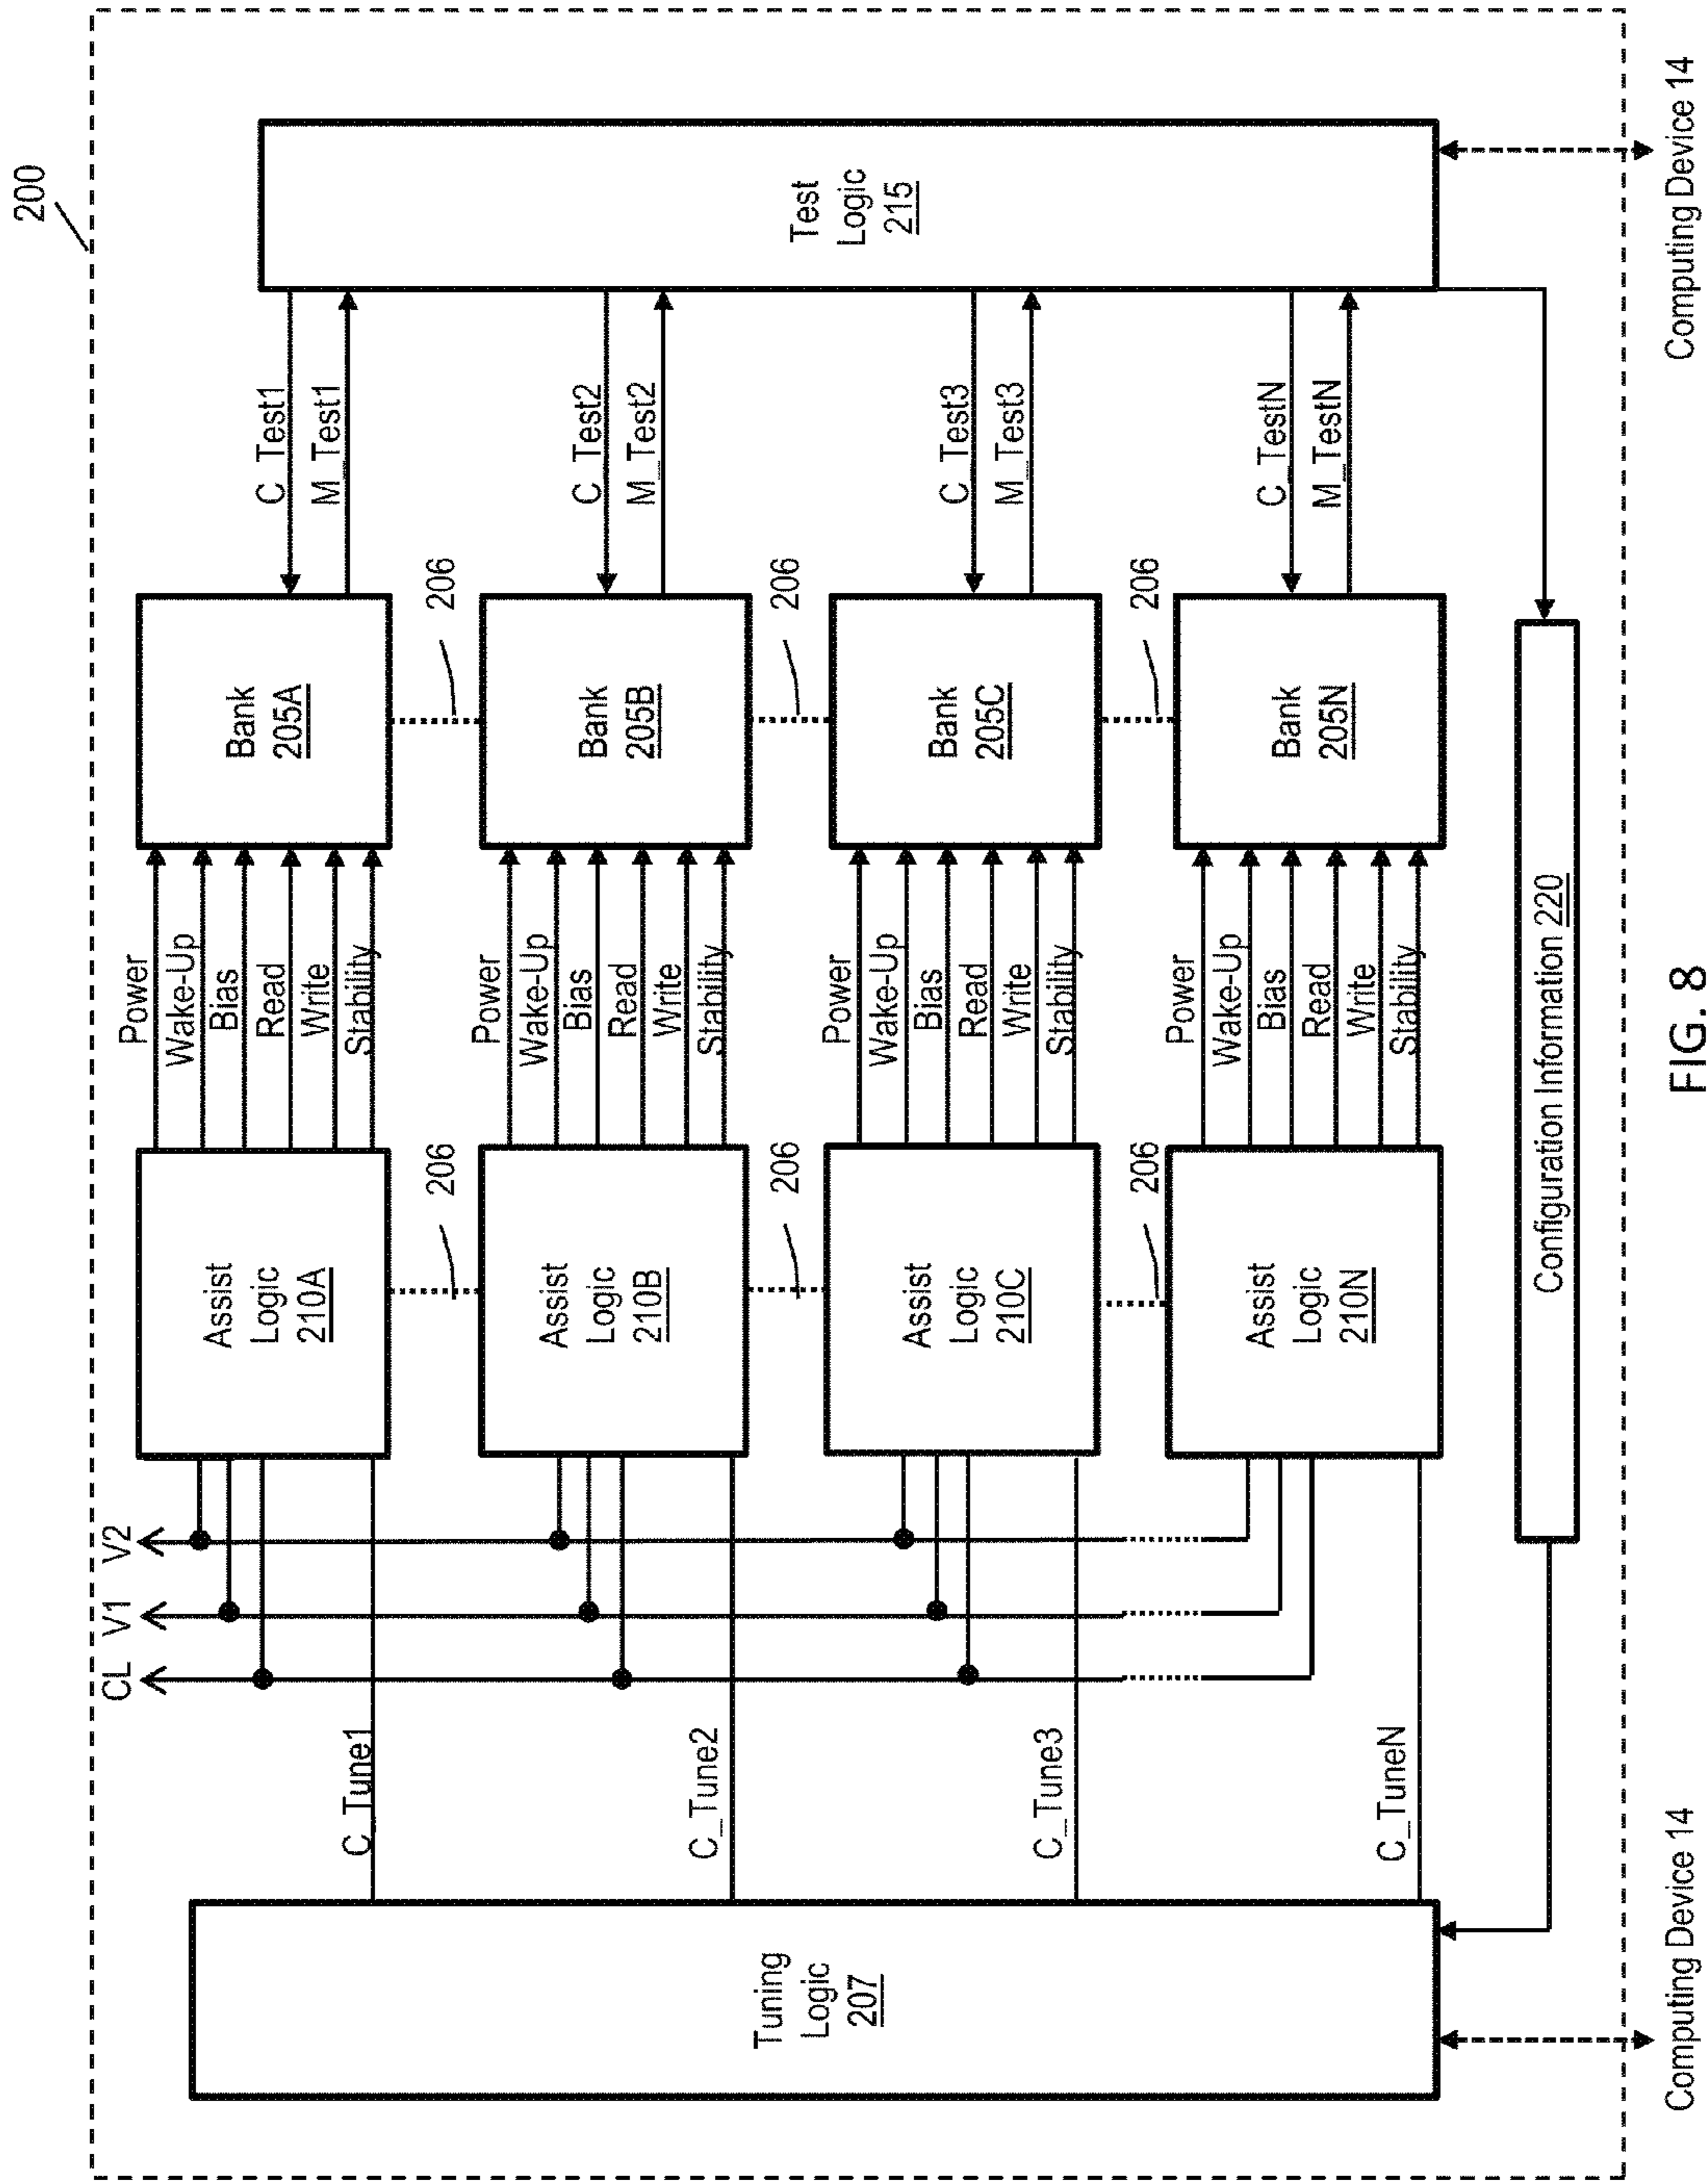 200
CL
V1
V2
Power
Wake-Up
Bias
Read
Write
Stability
Assist
Logic
210A
Bank
205A
C_Test1
M_Test1
C_Tune1
206
206
Power
Wake-Up
Bias
Read
Write
Stability
Assist
Logic
210B
Bank
205B
C_Test2
M_Test2
C_Tune2
206
206
Tuning
Logic
207
Test
Logic
215
Power
Wake-Up
Bias
Read
Write
Stability
Assist
Logic
210C
Bank
205C
C_Test3
M_Test3
C_Tune3
206
206
Power
Wake-Up
Bias
Read
Write
Stability
Assist
Logic
210N
Bank
205N
C_TestN
M_TestN
C_TuneN
Configuration Information 220
Computing Device 14
Computing Device 14
FIG. 8